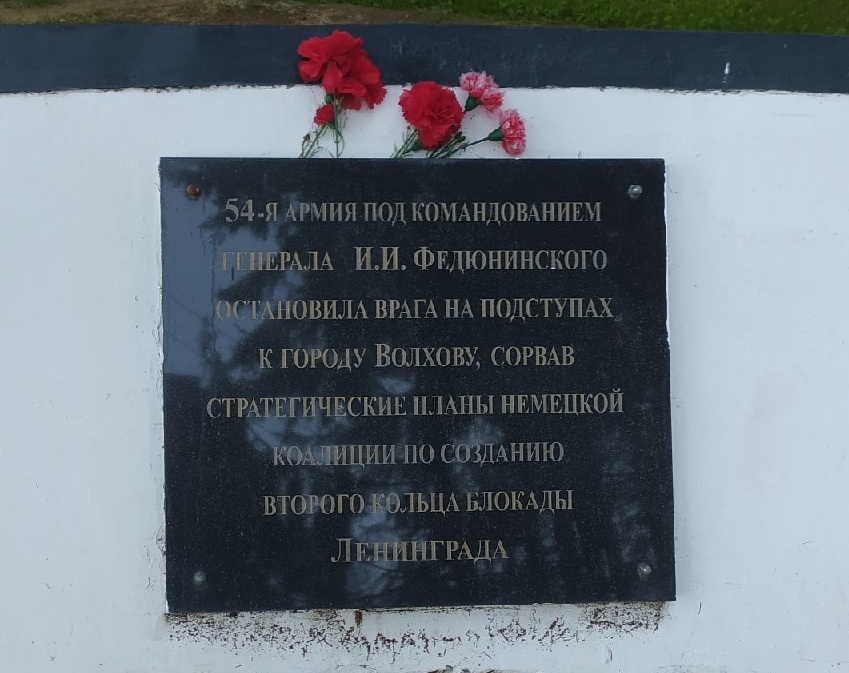 54-я армия под командованием
генерала И.И. Федюнинского
остановила врага на подступах
к городу Волхову, сорвав
стратегические планы немецкой
коалиции по созданию
второго кольца блокады
Ленинграда